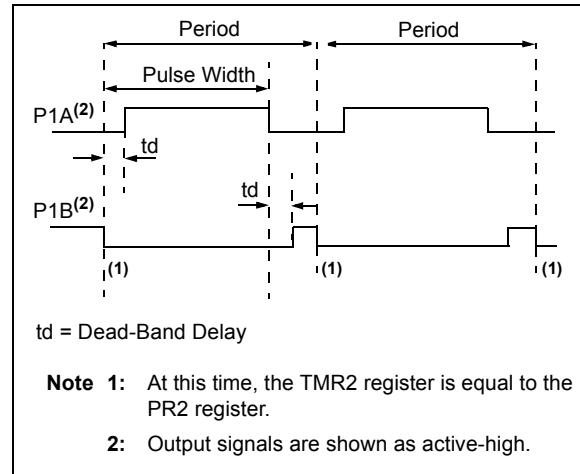 Period Period
Pulse Width
P1A(2)
td
td
P1B(2)
(1) (1) (1)
td = Dead-Band Delay
Note 1: At this time, the TMR2 register is equal to the
PR2 register.
2: Output signals are shown as active-high.